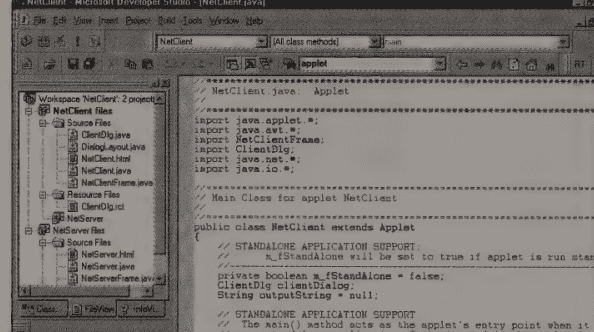 NetClient - Microsoft Developer Studio - [NetClient.java]
File Edit View Insert Project Build Tools Window Help
NetClient [All class methods] main
applet
Workspace 'NetClient': 2 project
NetClient files
Source Files
ClientDlg.java
DialogLayout.java
NetClient.html
NetClient.java
NetClientFrame.java
Resource Files
ClientDlg.rct
NetServer
NetServer files
Source Files
NetServer.html
NetServer.java
NetServerFrame.jav
Class... FileView InfoVi...
//**********************************************************
// NetClient.java: Applet
//
//**********************************************************
import java.applet.*;
import java.awt.*;
import NetClientFrame;
import ClientDlg;
import java.net.*;
import java.io.*;
//==========================================================
// Main Class for applet NetClient
//
//==========================================================
public class NetClient extends Applet
{
// STANDALONE APPLICATION SUPPORT:
// m_fStandAlone will be set to true if applet is run stan
//----------------------------------------------------------
private boolean m_fStandAlone = false;
ClientDlg clientDialog;
String outputString = null;
// STANDALONE APPLICATION SUPPORT
// The main() method acts as the applet's entry point when it